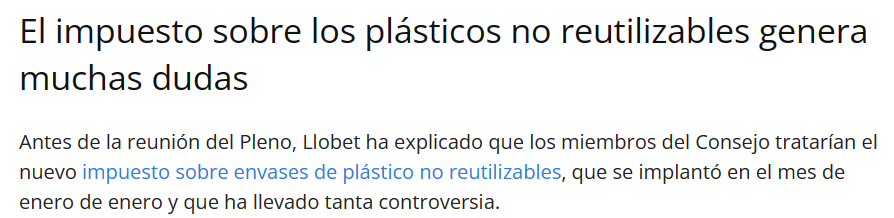 El impuesto sobre los plásticos no reutilizables genera
muchas dudas
Antes de la reunión del Pleno, Llobet ha explicado que los miembros del Consejo tratarían el
nuevo impuesto sobre envases de plástico no reutilizables, que se implantó en el mes de
enero de enero y que ha llevado tanta controversia.